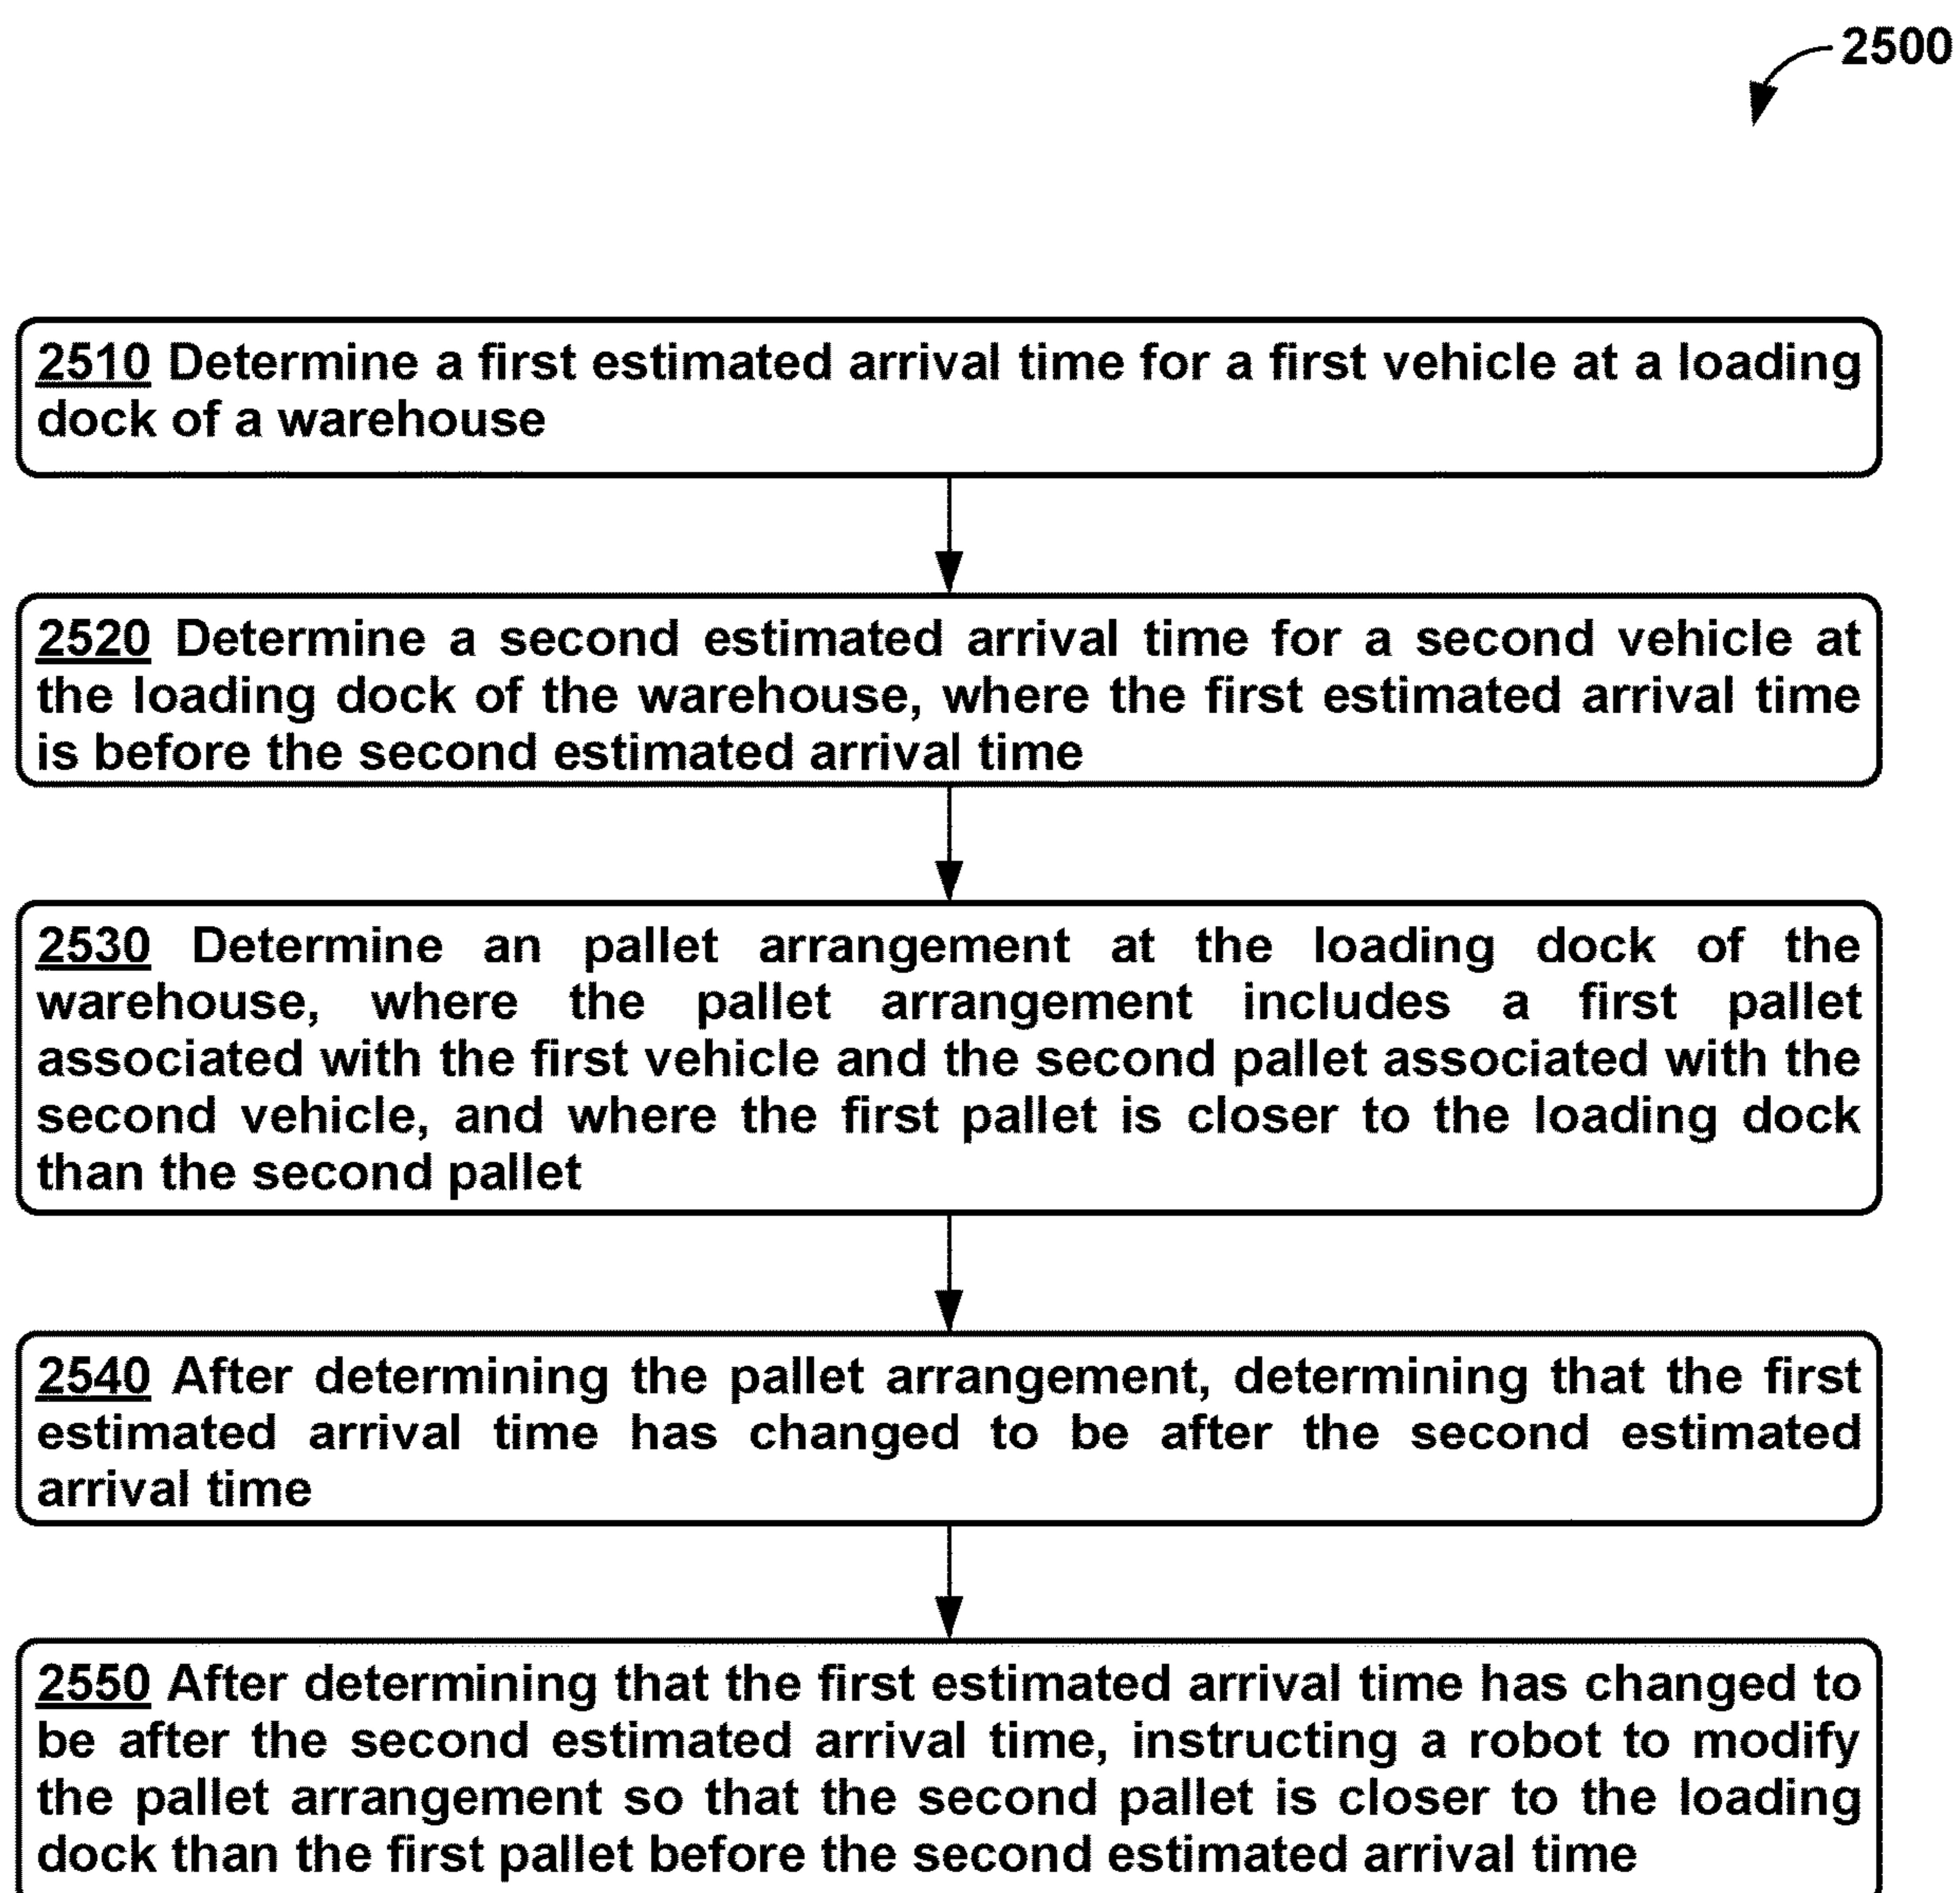 2500
2510 Determine a first estimated arrival time for a first vehicle at a loading
dock of a warehouse
2520 Determine a second estimated arrival time for a second vehicle at
the loading dock of the warehouse, where the first estimated arrival time
is before the second estimated arrival time
2530 Determine an pallet arrangement at the loading dock of the
warehouse, where the pallet arrangement includes a first pallet
associated with the first vehicle and the second pallet associated with the
second vehicle, and where the first pallet is closer to the loading dock
than the second pallet
2540 After determining the pallet arrangement, determining that the first
estimated arrival time has changed to be after the second estimated
arrival time
2550 After determining that the first estimated arrival time has changed to
be after the second estimated arrival time, instructing a robot to modify
the pallet arrangement so that the second pallet is closer to the loading
dock than the first pallet before the second estimated arrival time